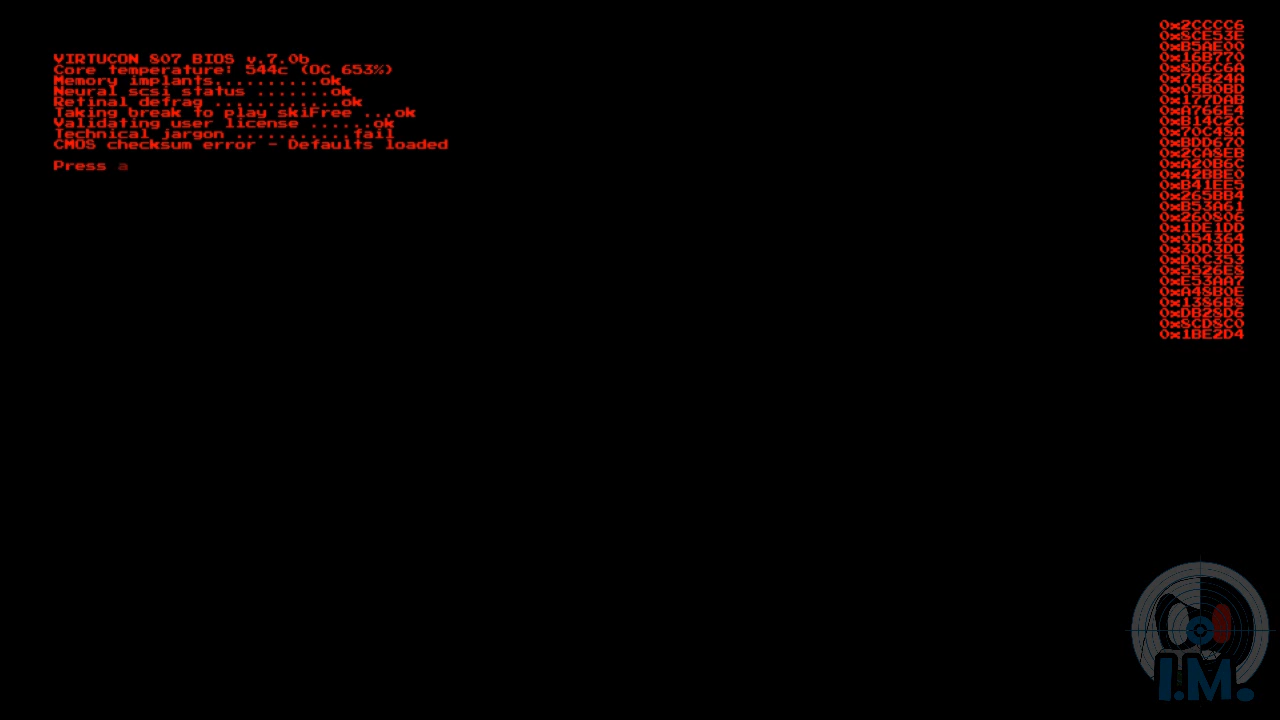 VIRTUCON 807 BIOS v.7.0b
Core temperature: 544c (OC 653%)
Memory implants..........ok
Neural scsi status .......ok
Retinal defrag ............ok
Taking break to play skiFree ...ok
Validating user license ......ok
Technical jargon ...........fail
CMOS checksum error - Defaults loaded
Press a
0x2CCCC6
0x8CE53E
0xB5AE00
0x16B770
0x8D6C6A
0x7A624A
0x05B0BD
0x177DAB
0xA766E4
0xB14C2C
0x70C48A
0xBDD670
0x2CA8EB
0xA20B6C
0x42BBE0
0xB41EE5
0x265BB4
0xB53A61
0x260806
0x1DE1DD
0x054364
0x3DD3DD
0xD0C353
0x5526E8
0xE53AA7
0xA48B0E
0x1386B8
0xDB28D6
0x8CD8C0
0x1BE2D4
I.M.